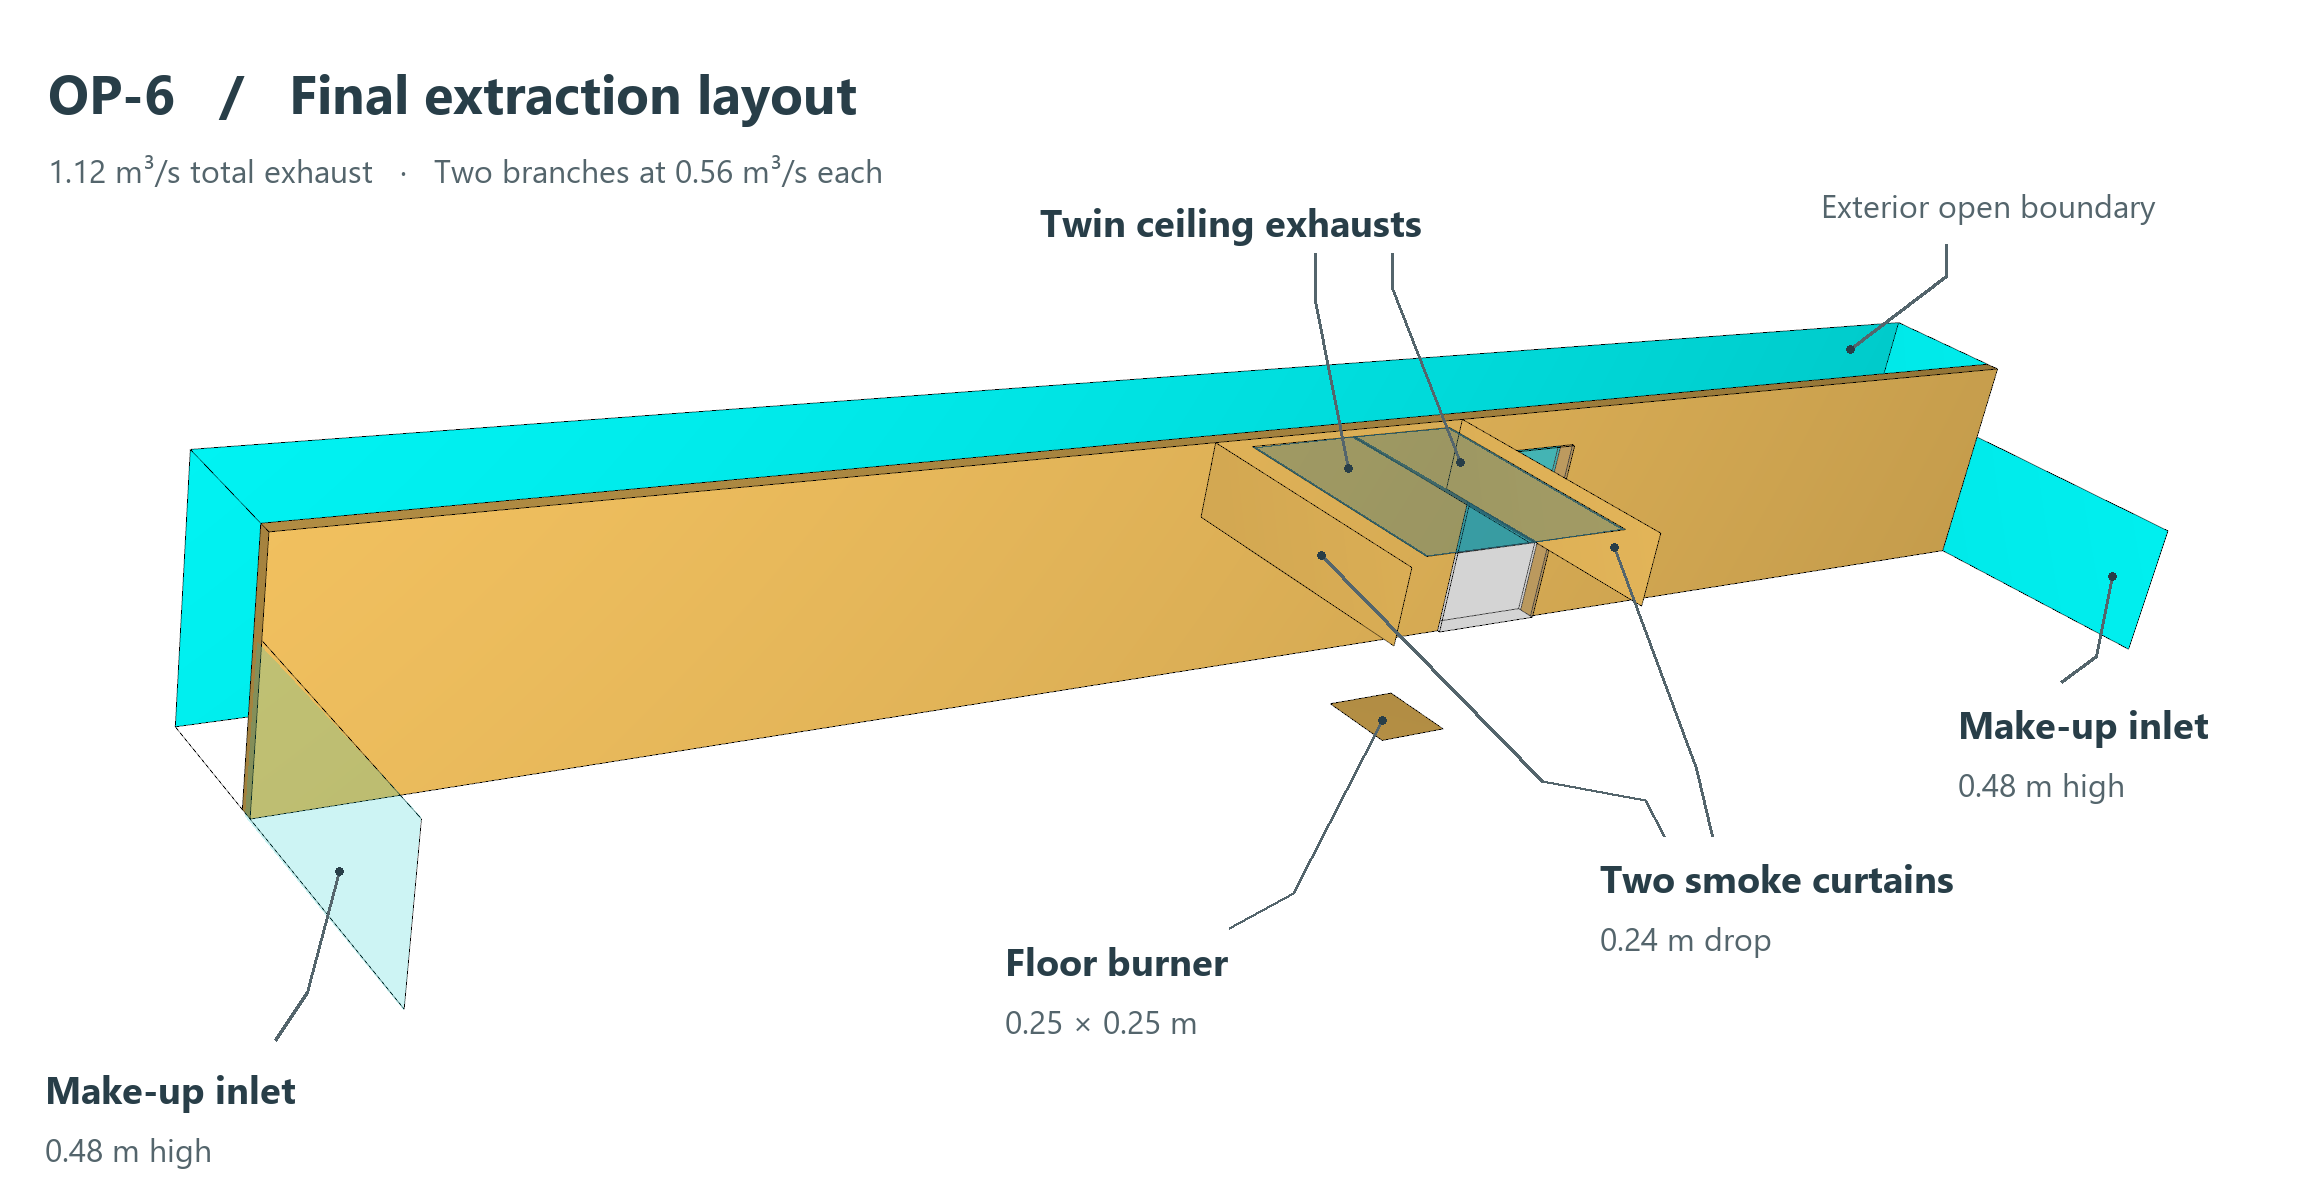 OP-6 / Final extraction layout
1.12 m³/s total exhaust · Two branches at 0.56 m³/s each
Exterior open boundary
Twin ceiling exhausts
Make-up inlet
0.48 m high
Two smoke curtains
0.24 m drop
Floor burner
0.25 × 0.25 m
Make-up inlet
0.48 m high